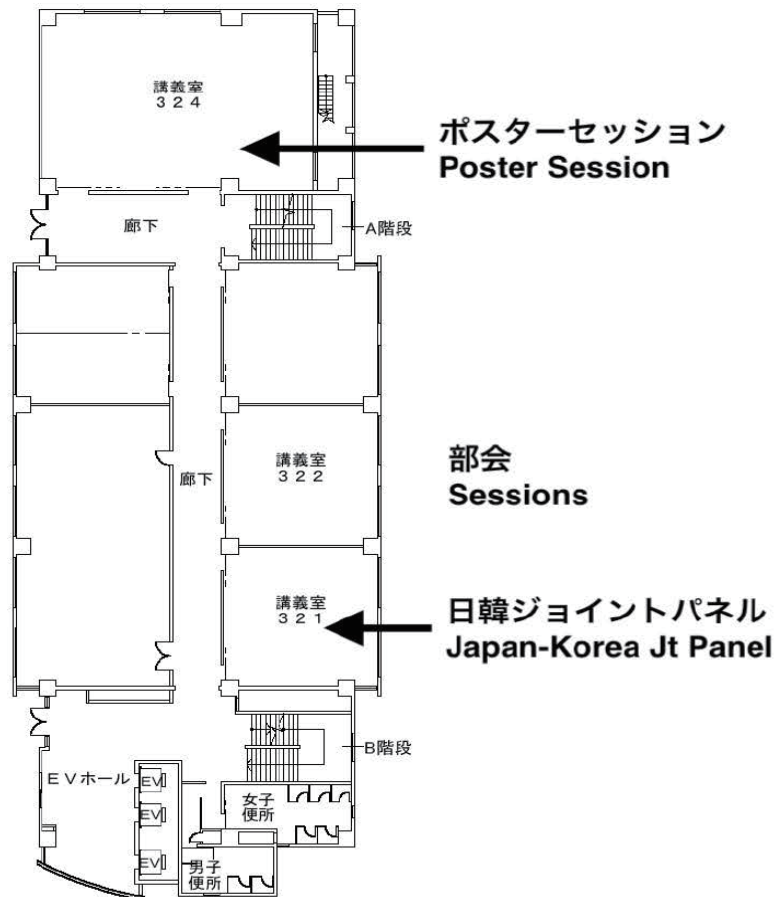 講義室
３２４
ポスターセッション
Poster Session
廊下
A階段
講義室
３２２
廊下
部会
Sessions
講義室
３２１
日韓ジョイントパネル
Japan-Korea Jt Panel
B階段
ＥＶホール
EV
EV
EV
女子
便所
男子
便所